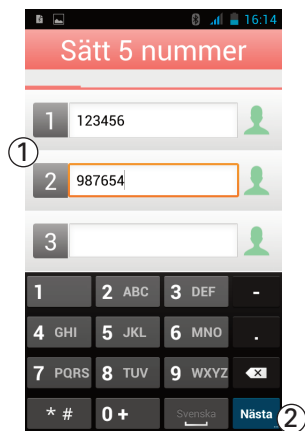 16:14
Sätt 5 nummer
1 123456
①
2 987654
3
1 2 ABC 3 DEF -
4 GHI 5 JKL 6 MNO .
7 PQRS 8 TUV 9 WXYZ
* # 0 + Svenska Nästa ②